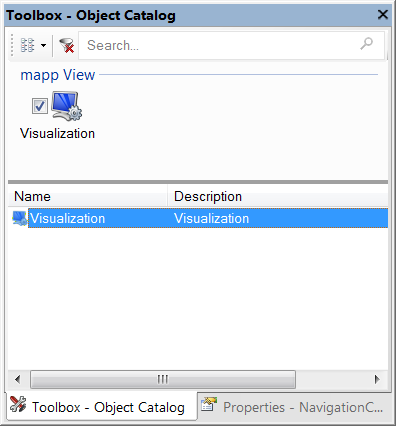 Toolbox - Object Catalog
Search...
mapp View
Visualization
Name Description
Visualization Visualization
Toolbox - Object Catalog Properties - NavigationC...